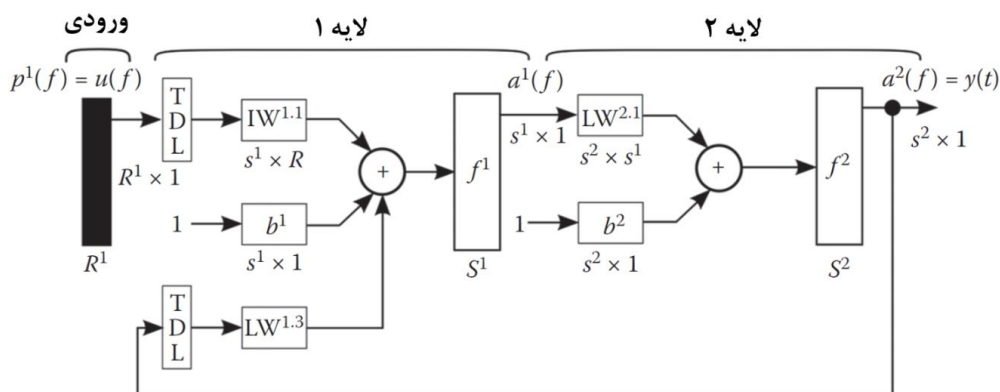 ورودی
لایه ۱
لایه ۲
p¹(f) = u(f)
a¹(f)
a²(f) = y(t)
T
D
L
IW¹·¹
s¹ × R
R¹ × 1
f¹
s¹ × 1
LW²·¹
s² × s¹
+
+
f²
s² × 1
1
b¹
s¹ × 1
1
b²
s² × 1
R¹
S¹
S²
T
D
L
LW¹·³